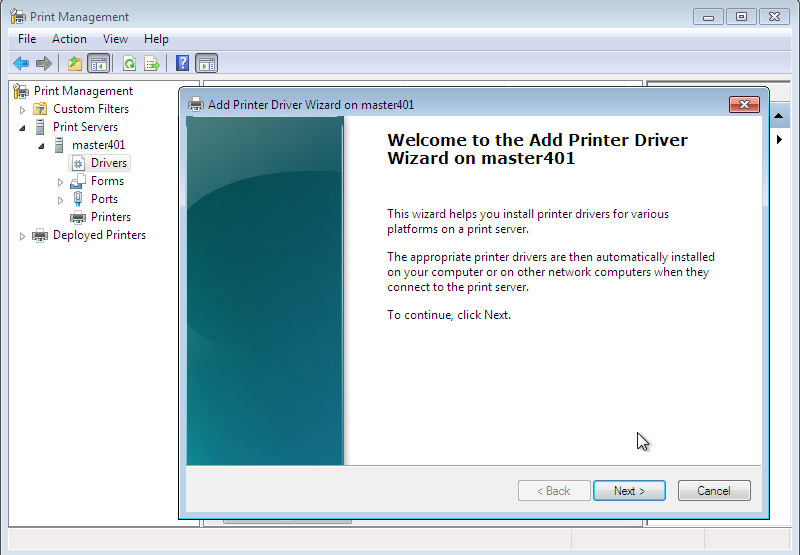 Print Management
File Action View Help
Print Management
Custom Filters
Print Servers
master401
Drivers
Forms
Ports
Printers
Deployed Printers
Add Printer Driver Wizard on master401
Welcome to the Add Printer Driver
Wizard on master401
This wizard helps you install printer drivers for various
platforms on a print server.
The appropriate printer drivers are then automatically installed
on your computer or on other network computers when they
connect to the print server.
To continue, click Next.
< Back Next > Cancel